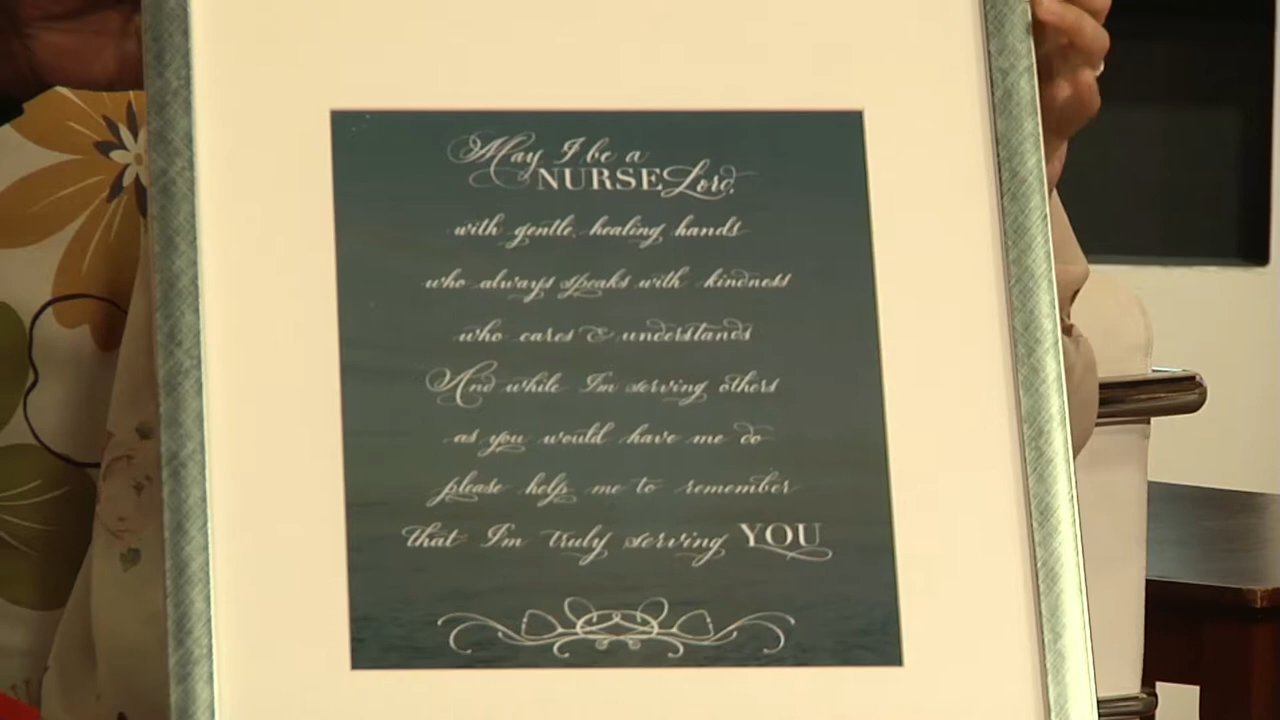 May I be a
NURSE Lord,
with gentle, healing hands
who always speaks with kindness
who cares & understands
And while I'm serving others
as you would have me do
please help me to remember
that I'm truly serving YOU